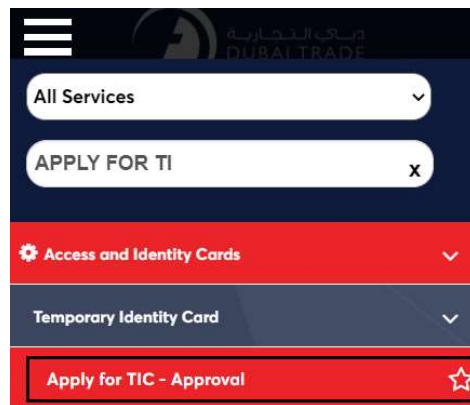 دبي التجارية
DUBAI TRADE
All Services
APPLY FOR TI
x
Access and Identity Cards
Temporary Identity Card
Apply for TIC - Approval